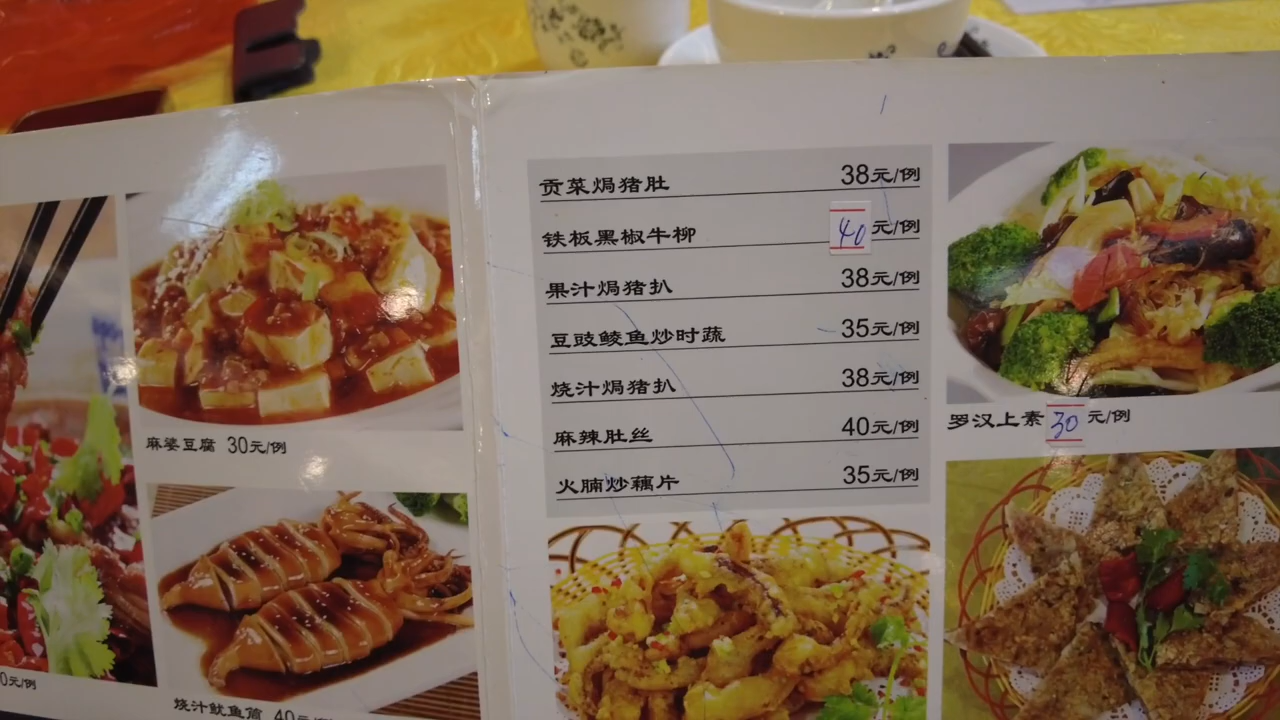 麻婆豆腐 30元/例
0元/例
烧汁鱿鱼筒 40元/
贡菜焗猪肚 38元/例
铁板黑椒牛柳 40元/例
果汁焗猪扒 38元/例
豆豉鲮鱼炒时蔬 35元/例
烧汁焗猪扒 38元/例
麻辣肚丝 40元/例
火腩炒藕片 35元/例
罗汉上素 30元/例